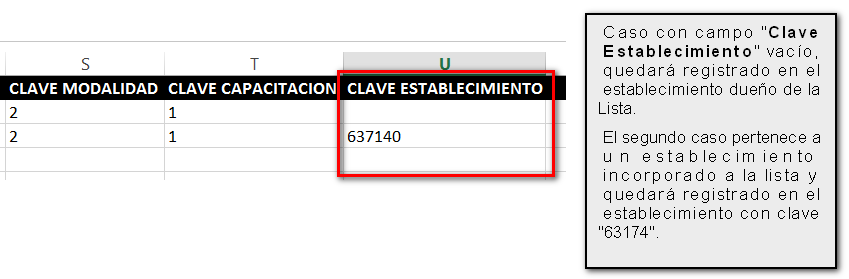 S T U
CLAVE MODALIDAD CLAVE CAPACITACION CLAVE ESTABLECIMIENTO
2 1
2 1 637140
Caso con campo "Clave
Establecimiento" vacío,
quedará registrado en el
establecimiento dueño de la
Lista.
El segundo caso pertenece a
un establecimiento
incorporado a la lista y
quedará registrado en el
establecimiento con clave
"63174".